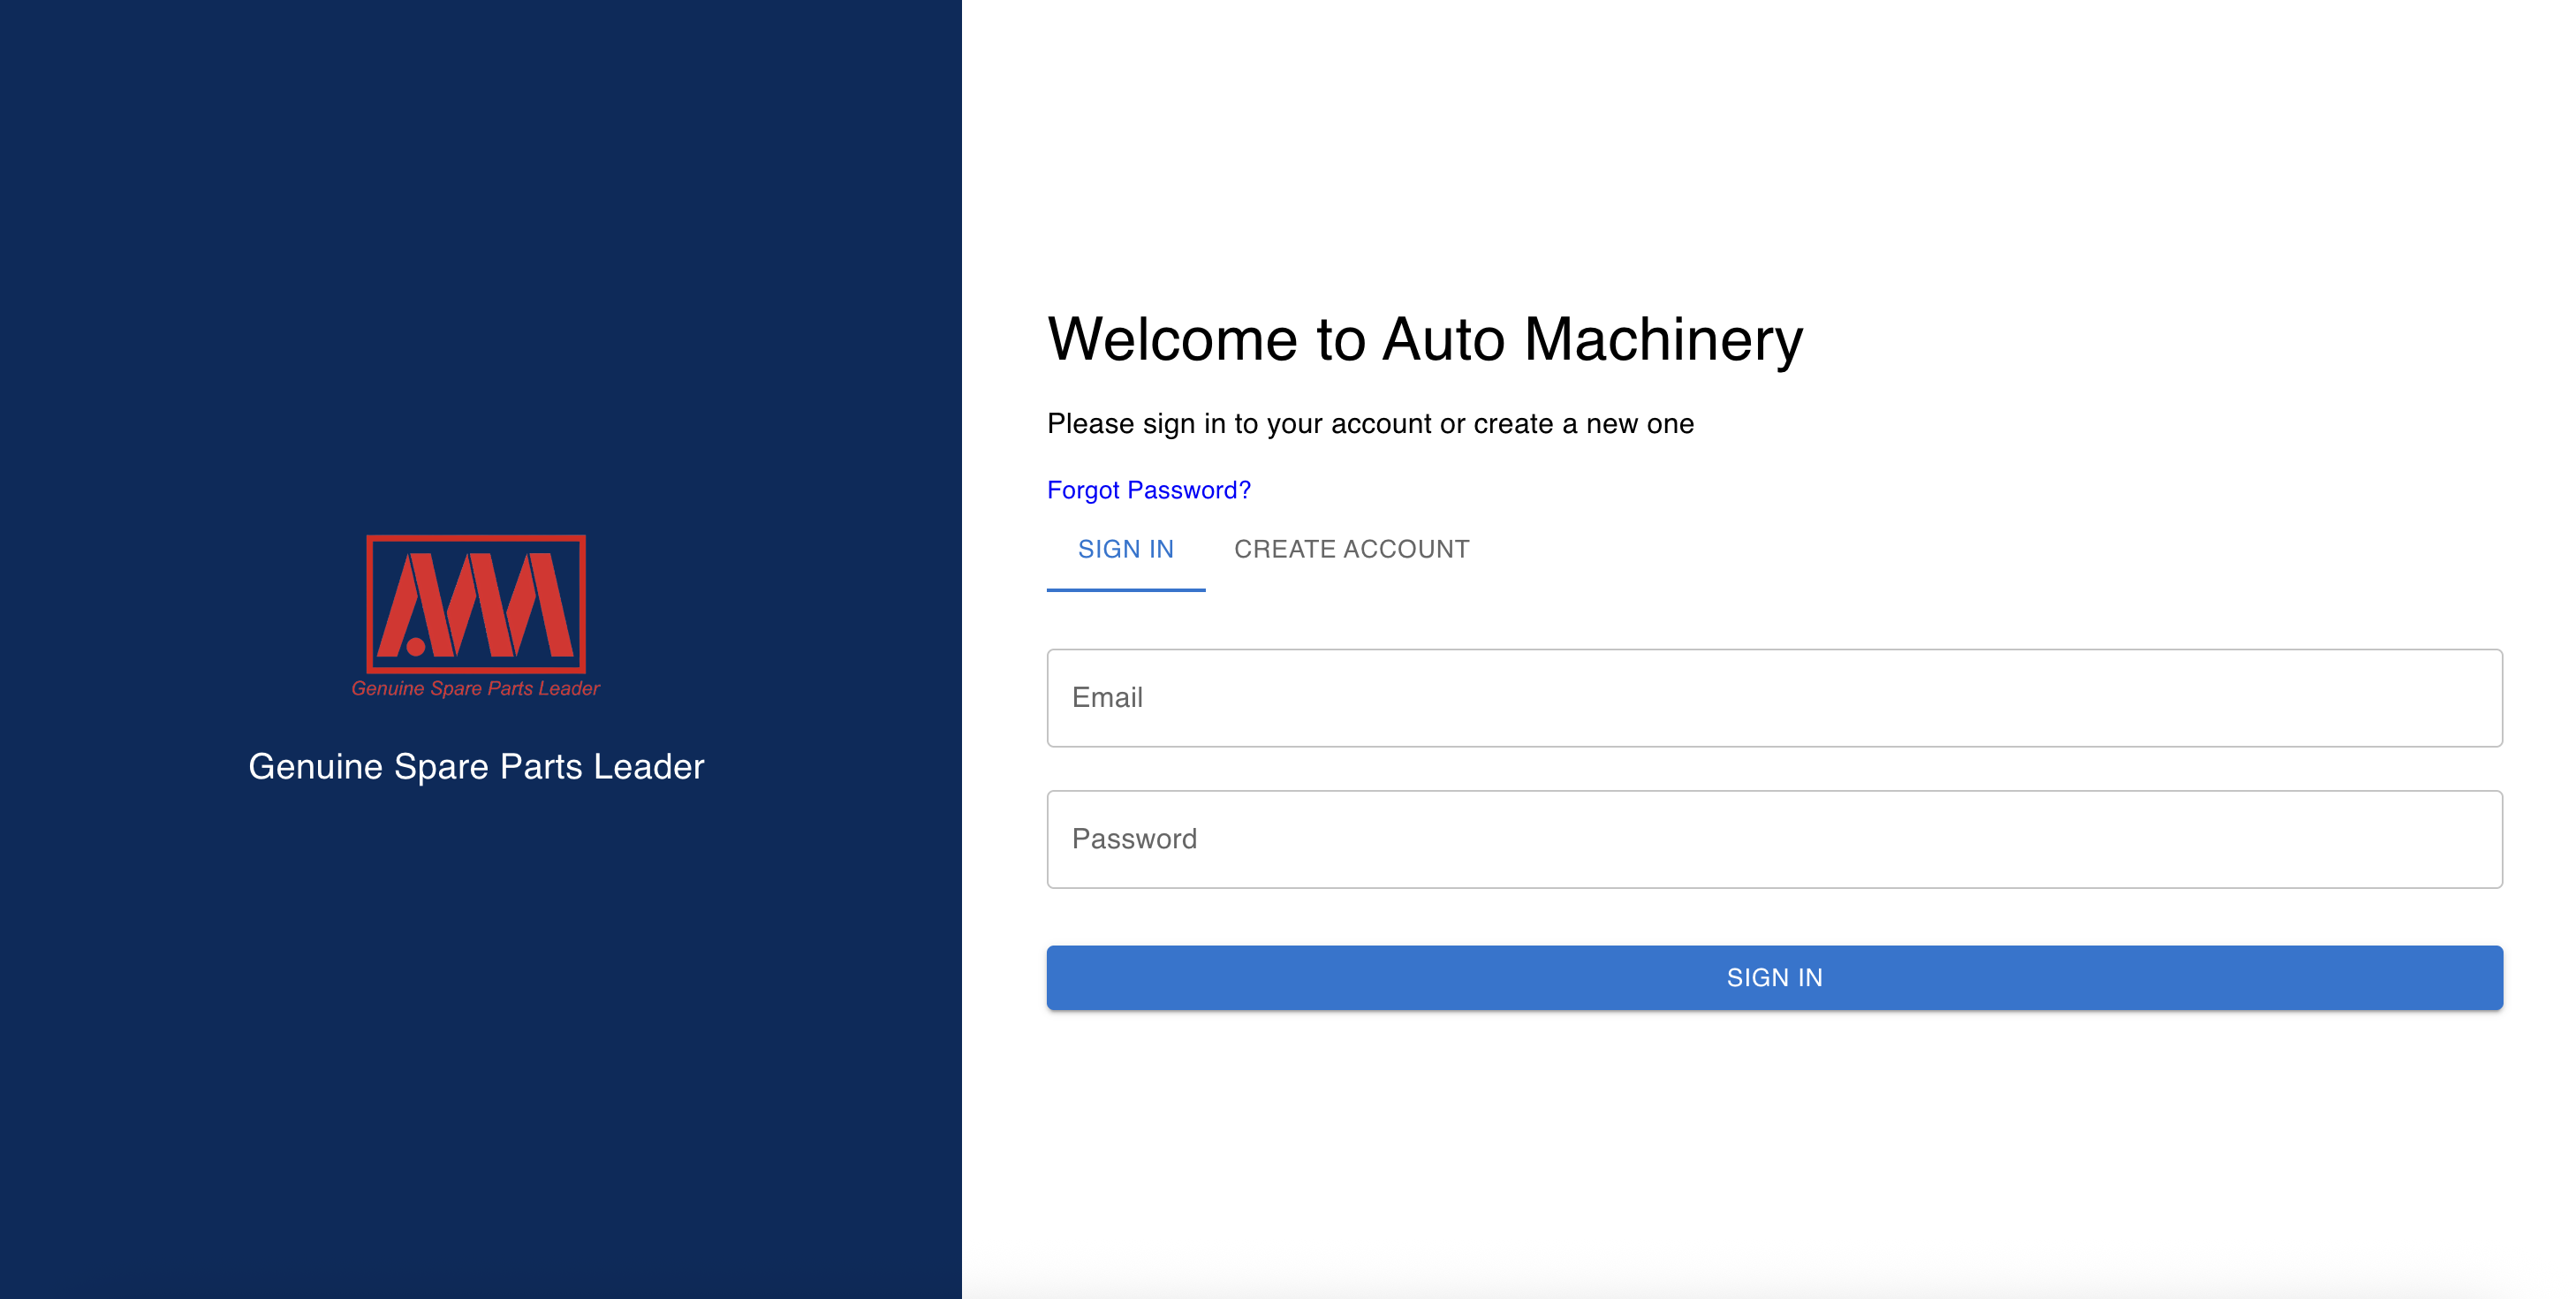 A.MM
Genuine Spare Parts Leader
Genuine Spare Parts Leader
Welcome to Auto Machinery
Please sign in to your account or create a new one
Forgot Password?
SIGN IN CREATE ACCOUNT
Email
Password
SIGN IN